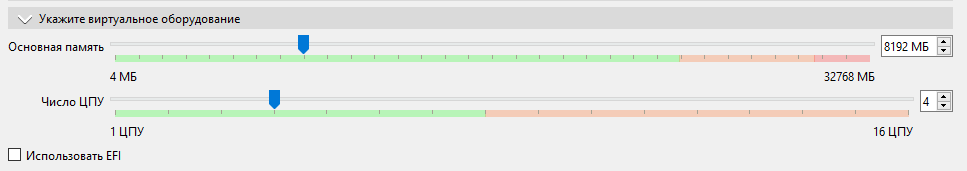 Укажите виртуальное оборудование
Основная память 8192 МБ
4 МБ 32768 МБ
Число ЦПУ 4
1 ЦПУ 16 ЦПУ
Использовать EFI